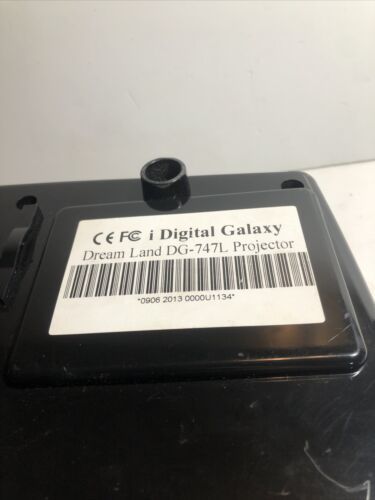 CE FC i Digital Galaxy
Dream Land DG-747L Projector
*0906 2013 0000U1134*